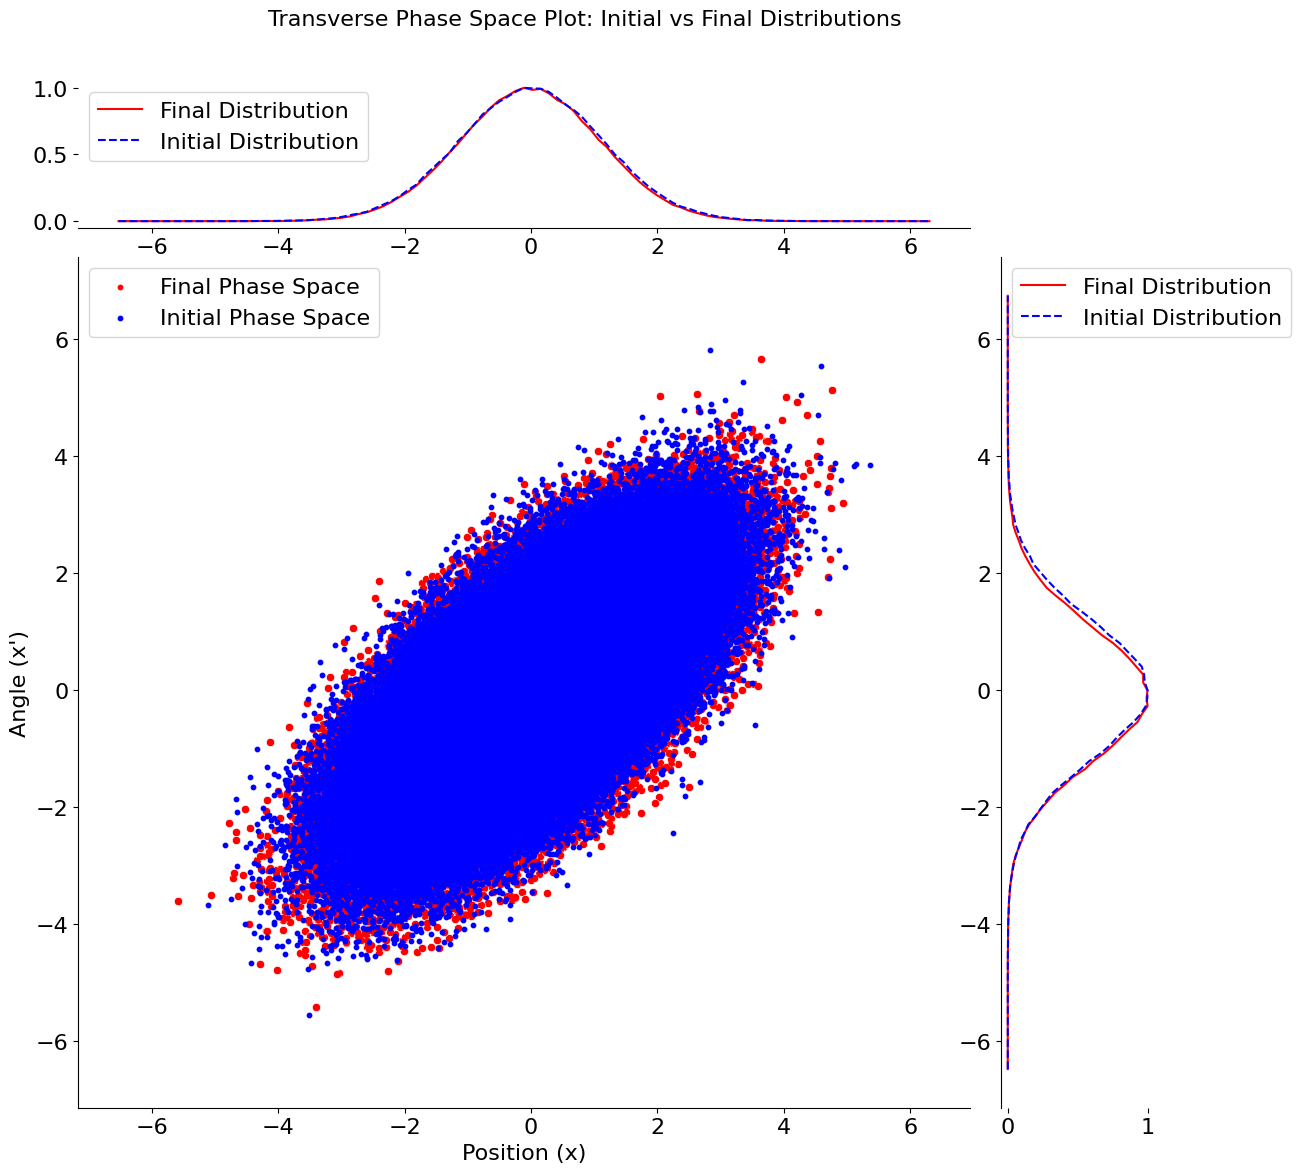 Transverse Phase Space Plot: Initial vs Final Distributions
1.0
0.5
0.0
Final Distribution
Initial Distribution
−6 −4 −2 0 2 4 6
Final Phase Space
Initial Phase Space
6
4
2
0
−2
−4
−6
Angle (x')
−6 −4 −2 0 2 4 6
Position (x)
Final Distribution
Initial Distribution
6
4
2
0
−2
−4
−6
0 1